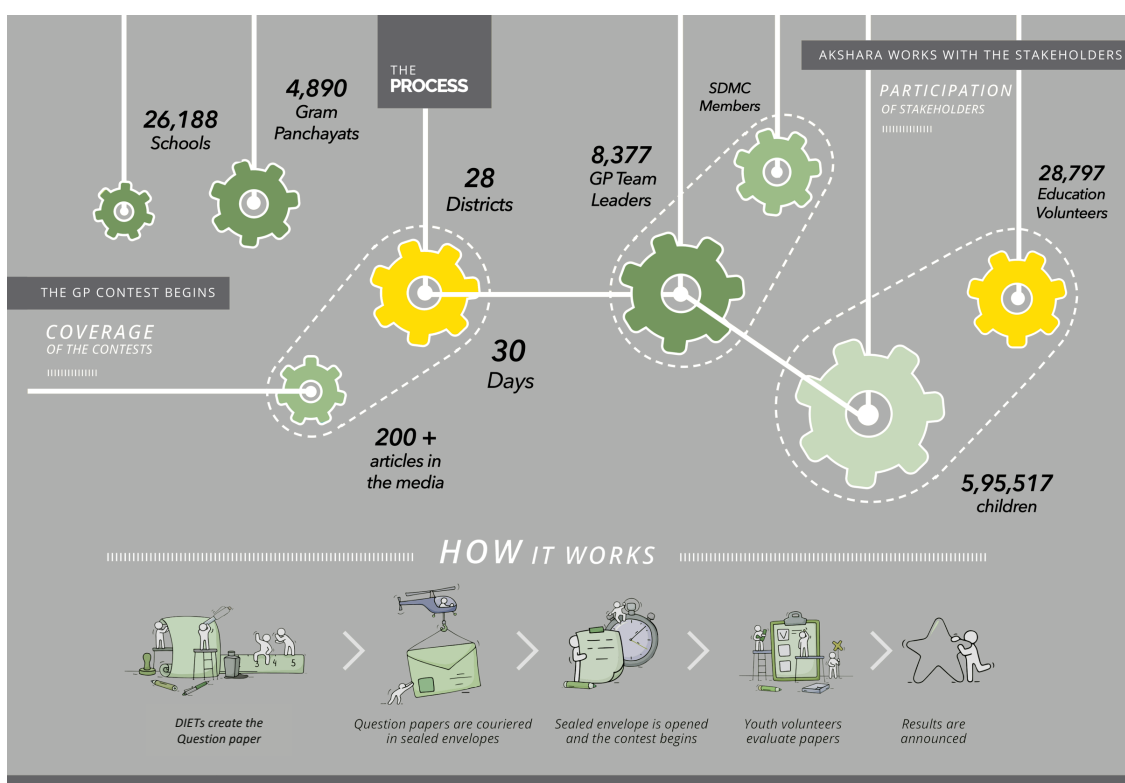 THE
PROCESS
AKSHARA WORKS WITH THE STAKEHOLDERS
PARTICIPATION
OF STAKEHOLDERS
26,188
Schools
4,890
Gram
Panchayats
28
Districts
8,377
GP Team
Leaders
SDMC
Members
28,797
Education
Volunteers
THE GP CONTEST BEGINS
COVERAGE
OF THE CONTESTS
30
Days
200 +
articles in
the media
5,95,517
children
HOW IT WORKS
3 4 5
DIETs create the
Question paper
Question papers are couriered
in sealed envelopes
Sealed envelope is opened
and the contest begins
Youth volunteers
evaluate papers
Results are
announced